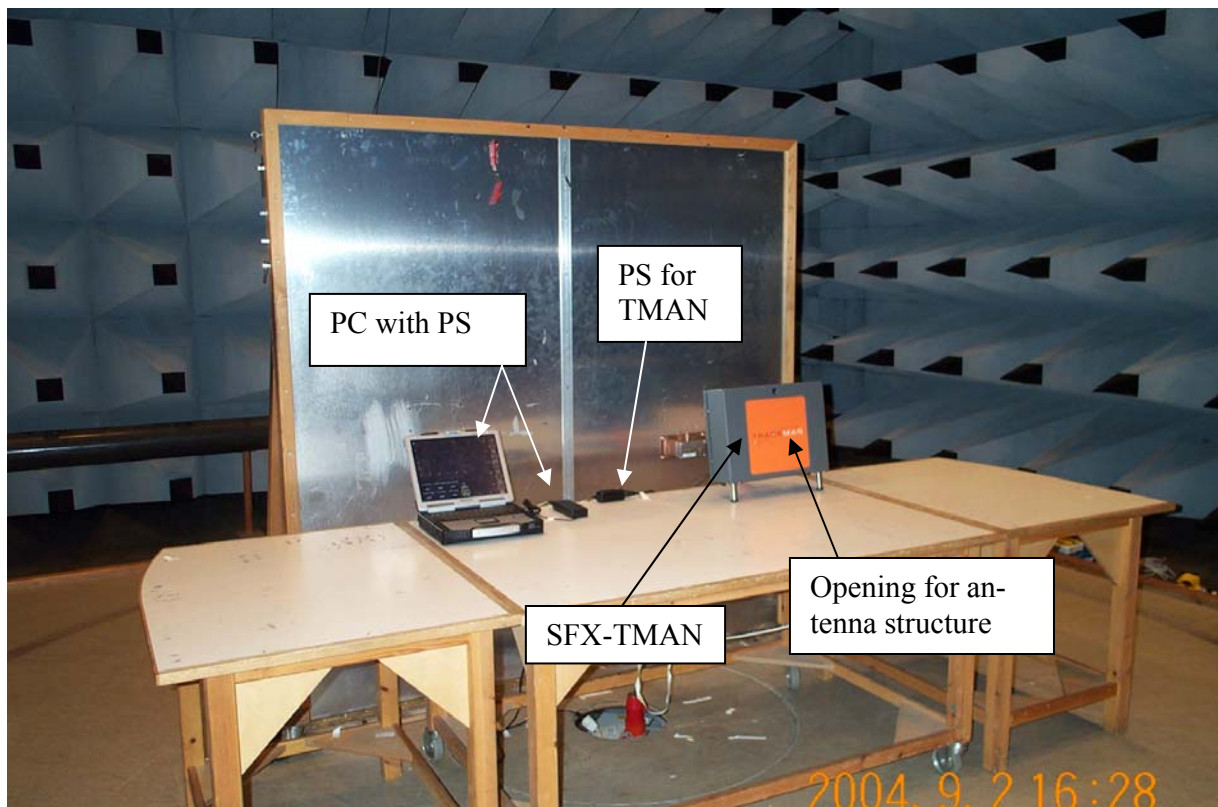 PS for
TMAN
PC with PS
TRACKMAN
Opening for an-
tenna structure
SFX-TMAN
2004. 9. 2 16:28